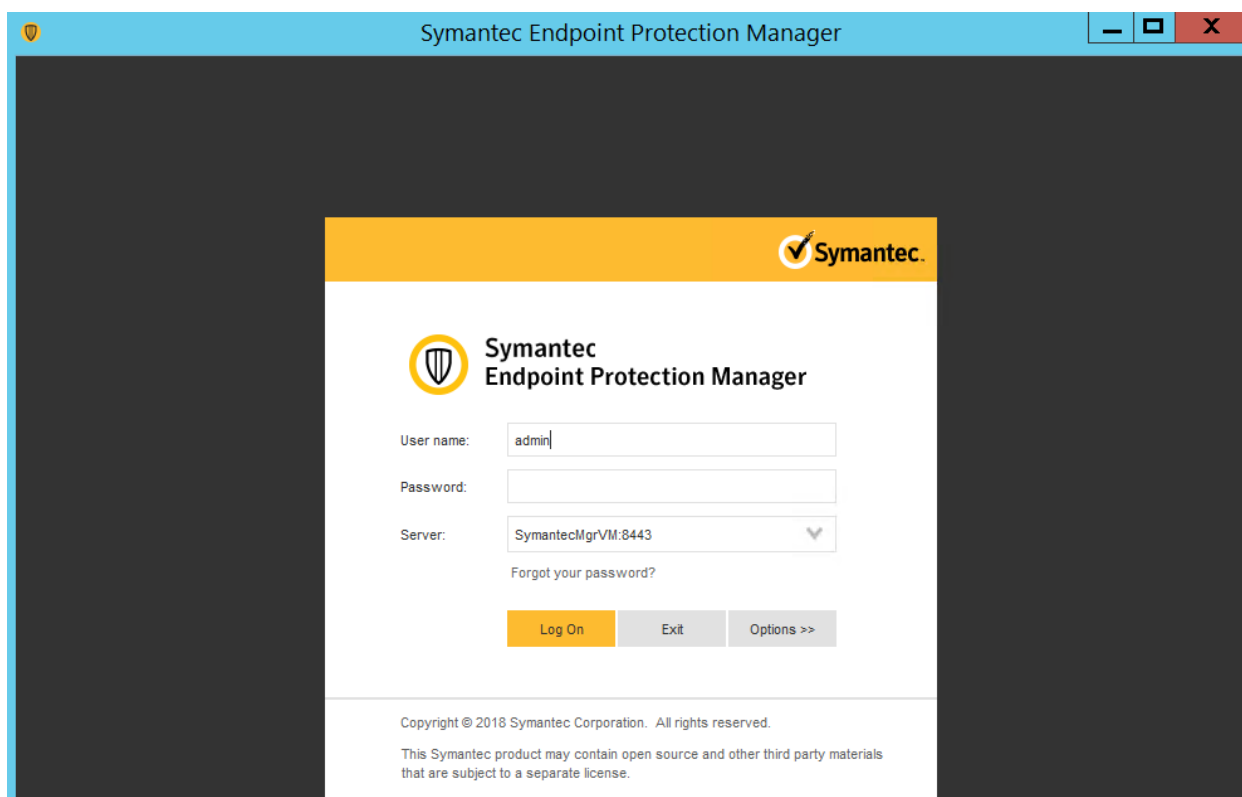 Symantec Endpoint Protection Manager
Symantec.
Symantec
Endpoint Protection Manager
User name: admin
Password:
Server: SymantecMgrVM:8443
Forgot your password?
Log On Exit Options >>
Copyright © 2018 Symantec Corporation. All rights reserved.
This Symantec product may contain open source and other third party materials
that are subject to a separate license.